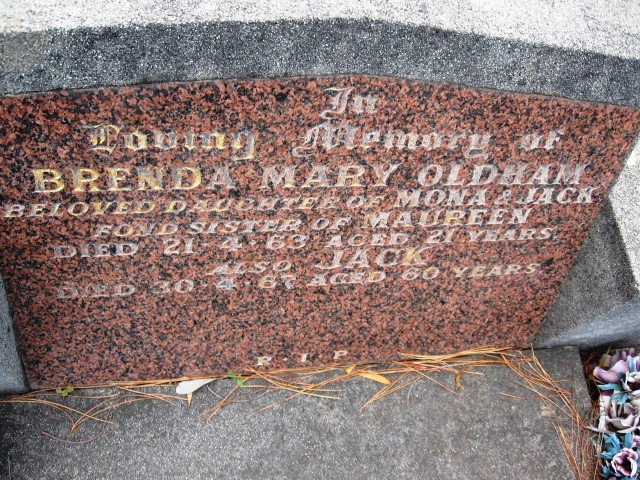 In
Loving Memory of
BRENDA MARY OLDHAM
BELOVED DAUGHTER OF MONA & JACK
FOND SISTER OF MAUREEN
DIED 21·4·63 AGED 21 YEARS.
ALSO JACK
DIED 30·4·67 AGED 60 YEARS.
R.I.P.